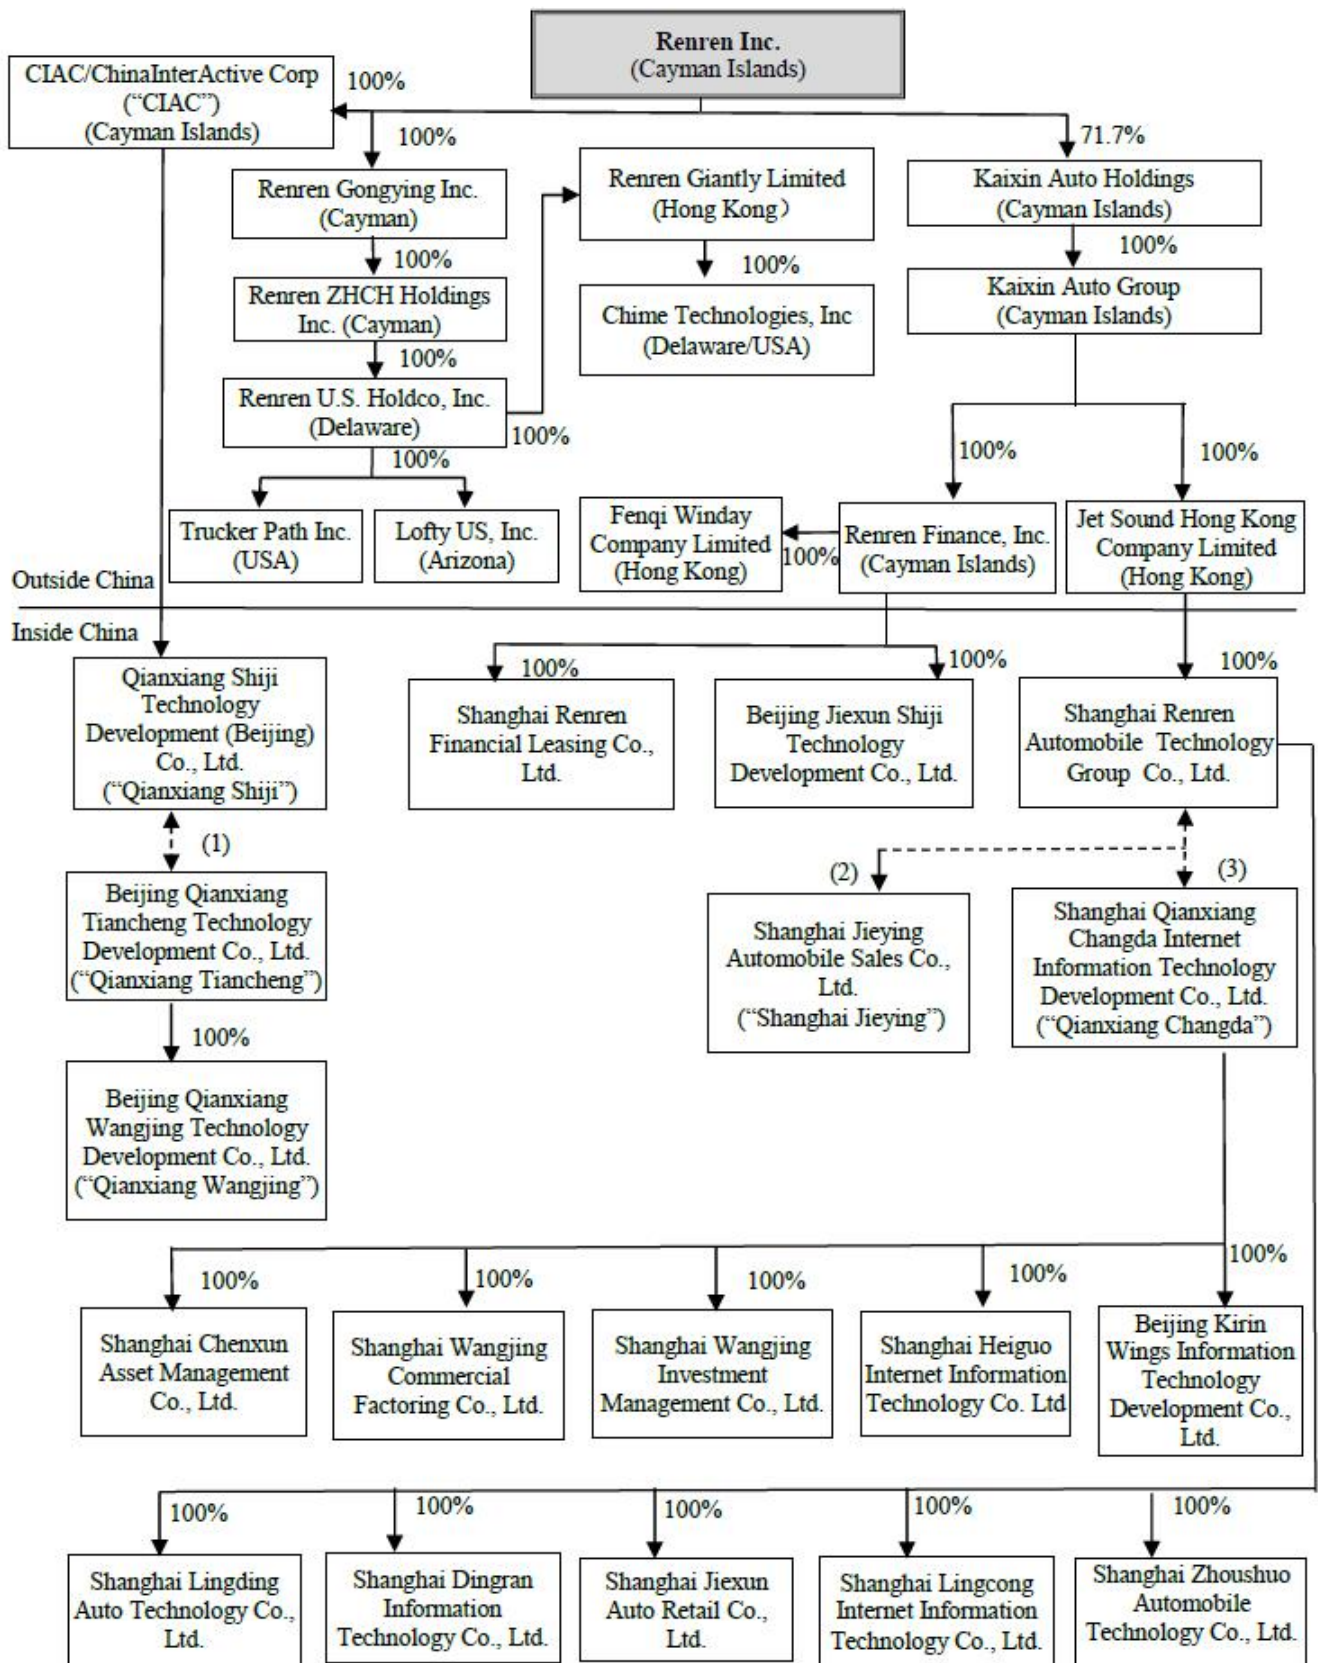 Renren Inc.
(Cayman Islands)
CIAC/ChinaInterActive Corp
(“CIAC”)
(Cayman Islands)
100%
100%
71.7%
Renren Gongying Inc.
(Cayman)
Renren Giantly Limited
(Hong Kong）
Kaixin Auto Holdings
(Cayman Islands)
100%
100%
100%
Renren ZHCH Holdings
Inc. (Cayman)
Chime Technologies, Inc
(Delaware/USA)
Kaixin Auto Group
(Cayman Islands)
100%
Renren U.S. Holdco, Inc.
(Delaware)
100%
100%
100%
100%
Trucker Path Inc.
(USA)
Lofty US, Inc.
(Arizona)
Fenqi Winday
Company Limited
(Hong Kong)
100%
Renren Finance, Inc.
(Cayman Islands)
Jet Sound Hong Kong
Company Limited
(Hong Kong)
Outside China
Inside China
100%
100%
100%
Qianxiang Shiji
Technology
Development (Beijing)
Co., Ltd.
(“Qianxiang Shiji”)
Shanghai Renren
Financial Leasing Co.,
Ltd.
Beijing Jiexun Shiji
Technology
Development Co., Ltd.
Shanghai Renren
Automobile Technology
Group Co., Ltd.
(1)
(2)
(3)
Beijing Qianxiang
Tiancheng Technology
Development Co., Ltd.
(“Qianxiang Tiancheng”)
Shanghai Jieying
Automobile Sales Co.,
Ltd.
(“Shanghai Jieying”)
Shanghai Qianxiang
Changda Internet
Information Technology
Development Co., Ltd.
(“Qianxiang Changda”)
100%
Beijing Qianxiang
Wangjing Technology
Development Co., Ltd.
(“Qianxiang Wangjing”)
100%
100%
100%
100%
100%
Shanghai Chenxun
Asset Management
Co., Ltd.
Shanghai Wangjing
Commercial
Factoring Co., Ltd.
Shanghai Wangjing
Investment
Management Co., Ltd.
Shanghai Heiguo
Internet Information
Technology Co. Ltd
Beijing Kirin
Wings Information
Technology
Development Co.,
Ltd.
100%
100%
100%
100%
100%
Shanghai Lingding
Auto Technology Co.,
Ltd.
Shanghai Dingran
Information
Technology Co., Ltd.
Shanghai Jiexun
Auto Retail Co.,
Ltd.
Shanghai Lingcong
Internet Information
Technology Co., Ltd.
Shanghai Zhoushuo
Automobile
Technology Co., Ltd.